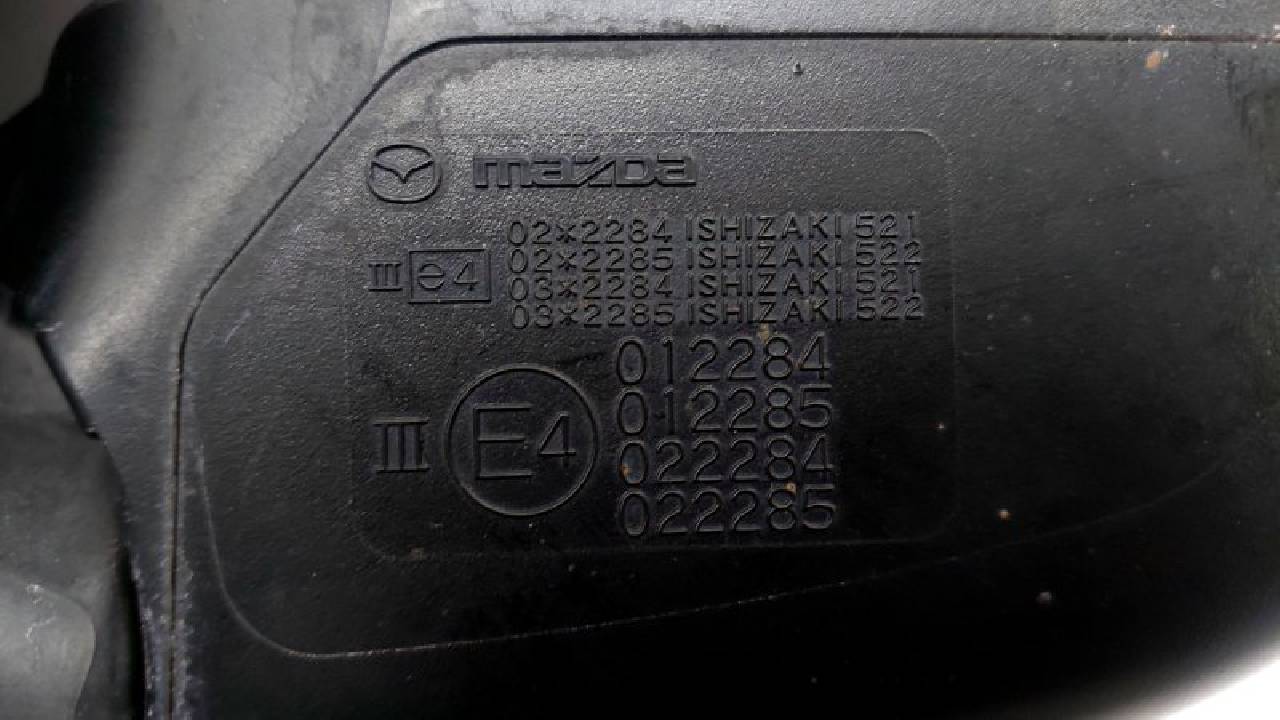 mazda
02*2284 ISHIZAKI 521
02*2285 ISHIZAKI 522
III e4
03*2284 ISHIZAKI 521
03*2285 ISHIZAKI 522
012284
012285
III E4
022284
022285